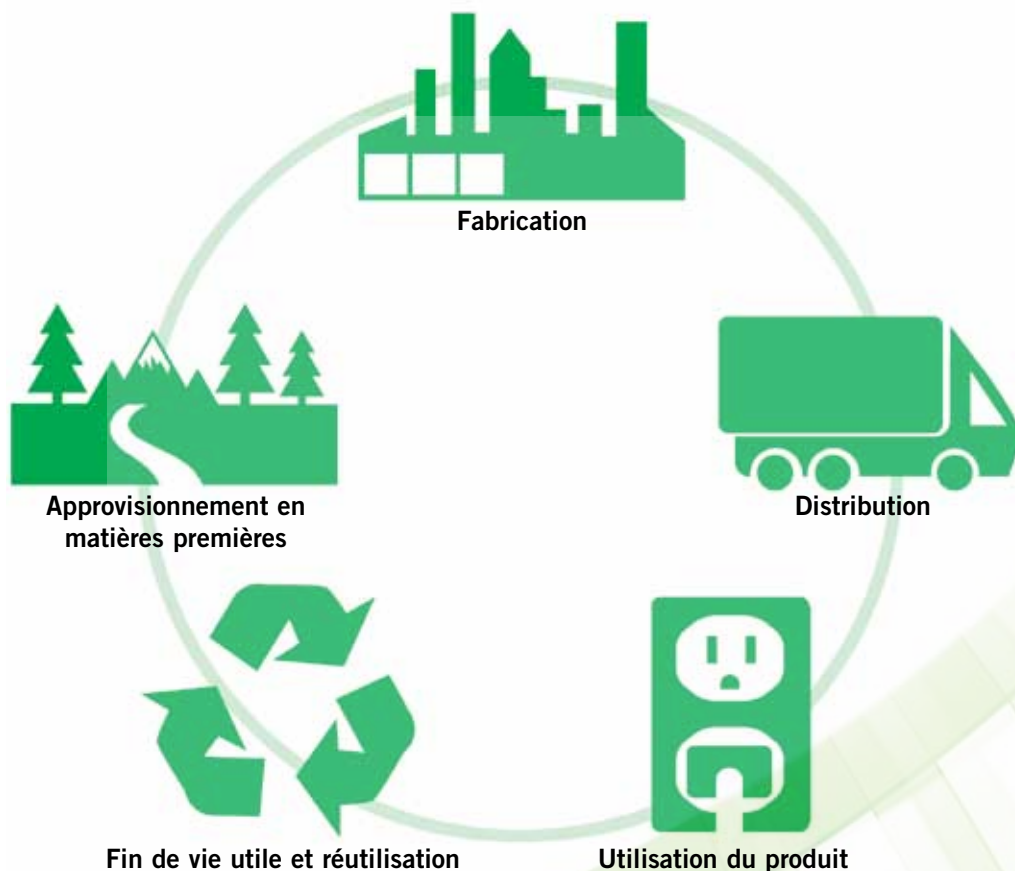 Fabrication
Approvisionnement en
matières premières
Distribution
Fin de vie utile et réutilisation
Utilisation du produit